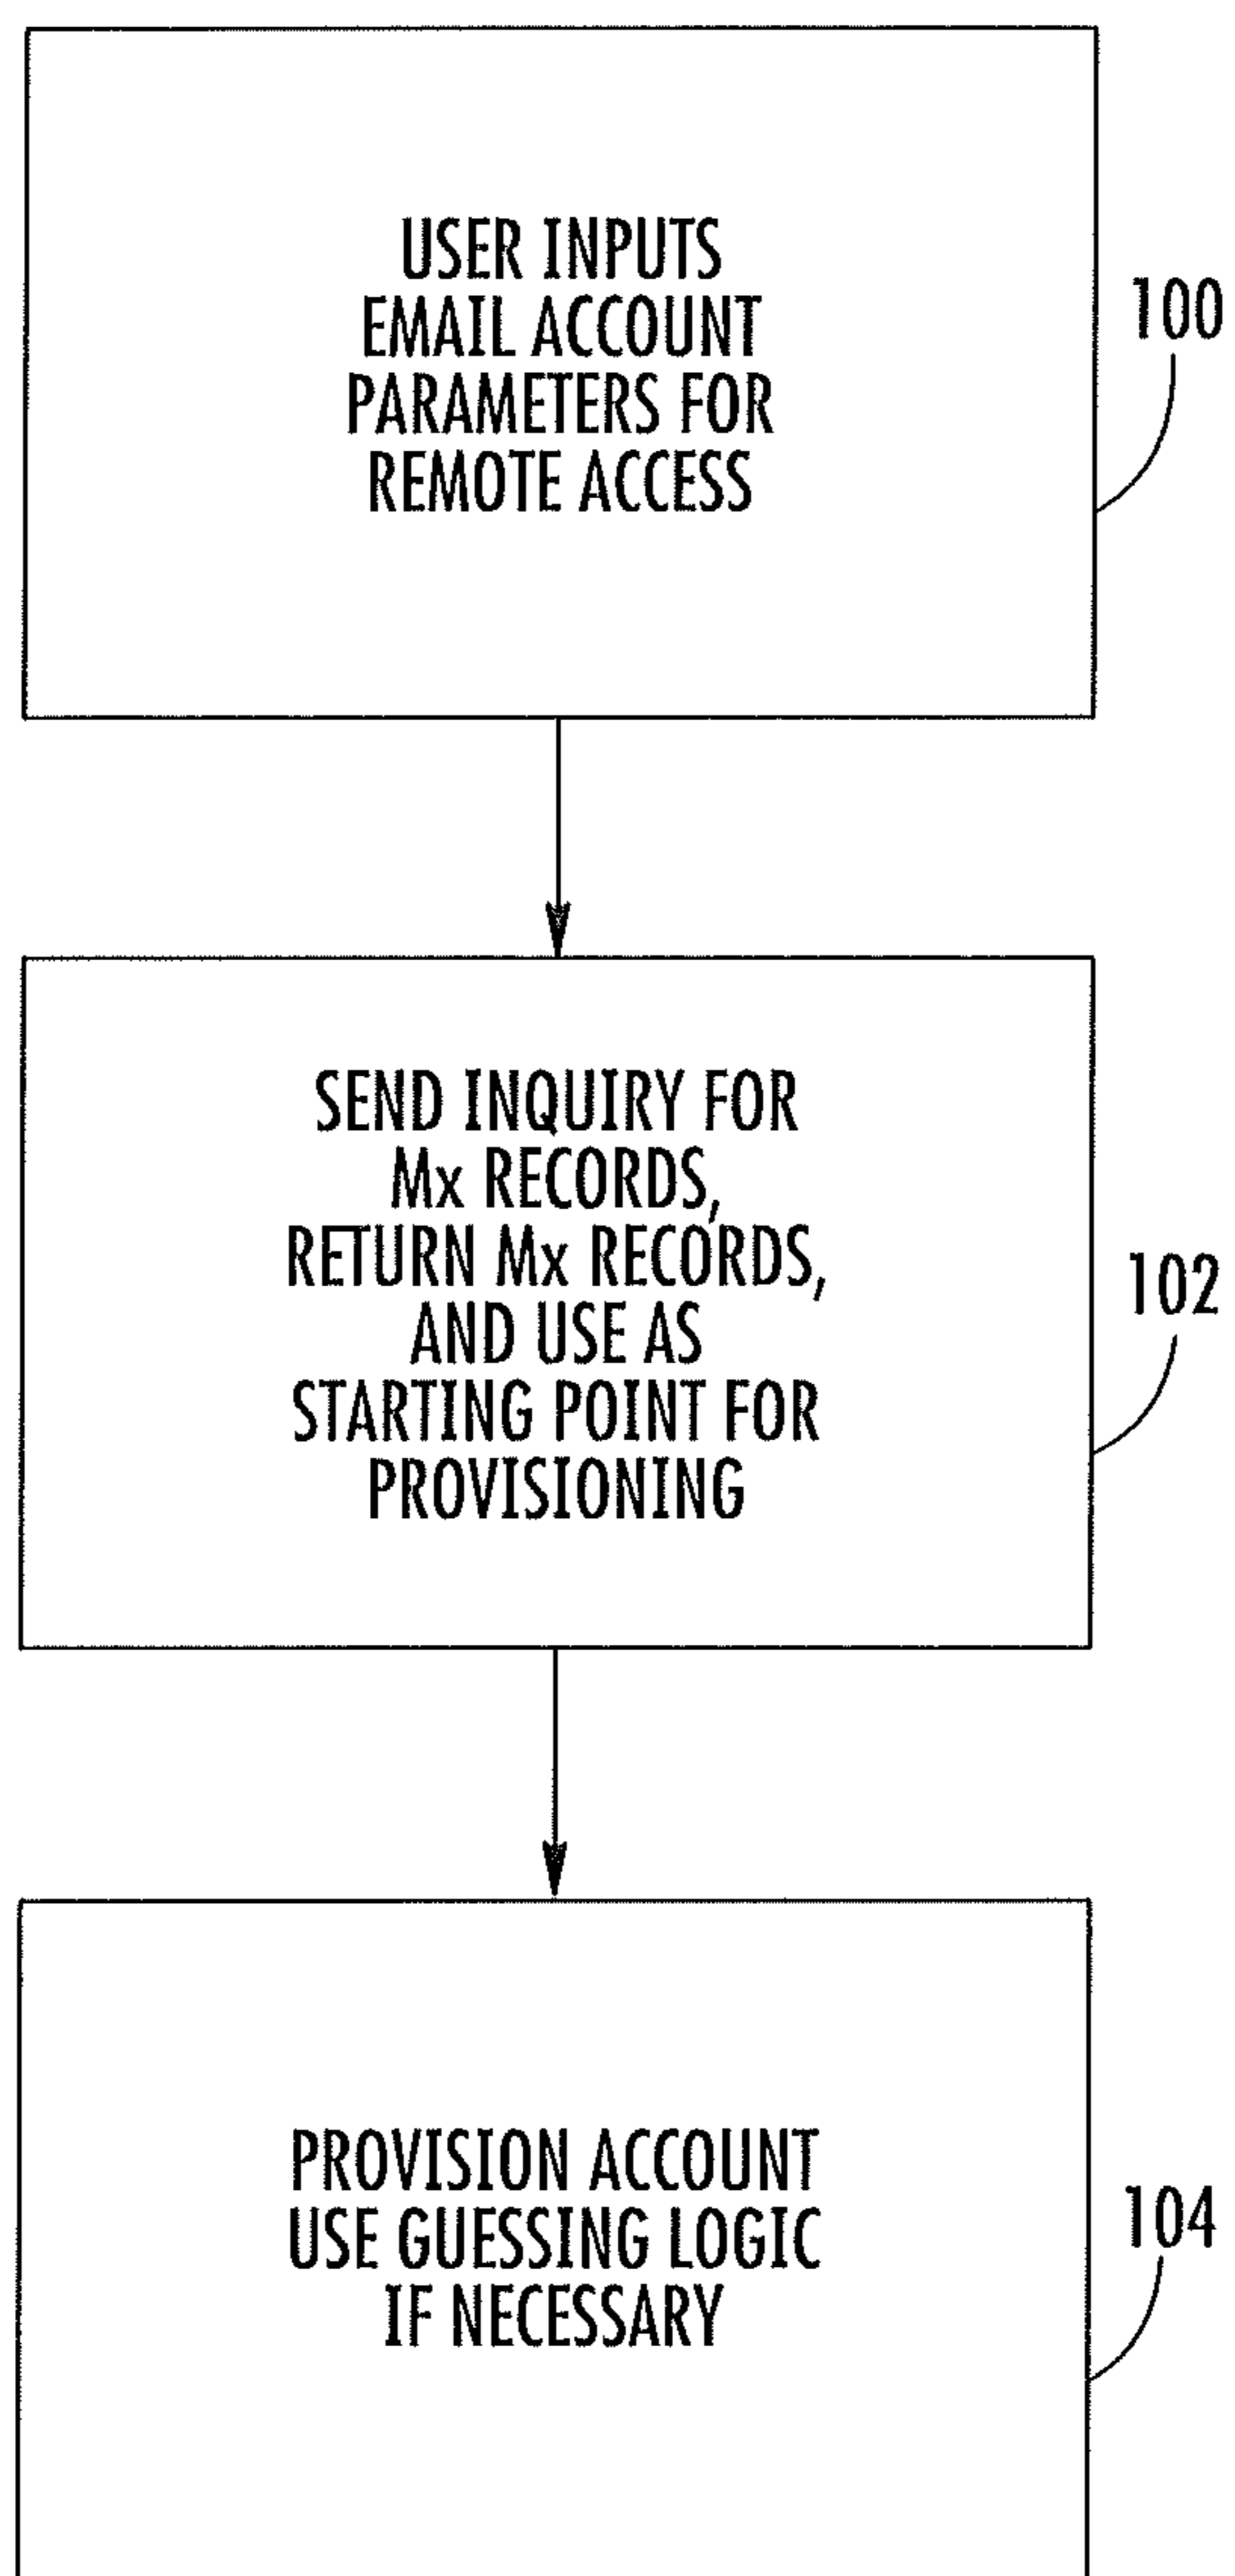 USER INPUTS
EMAIL ACCOUNT
PARAMETERS FOR
REMOTE ACCESS
100
SEND INQUIRY FOR
Mx RECORDS,
RETURN Mx RECORDS,
AND USE AS
STARTING POINT FOR
PROVISIONING
102
PROVISION ACCOUNT
USE GUESSING LOGIC
IF NECESSARY
104